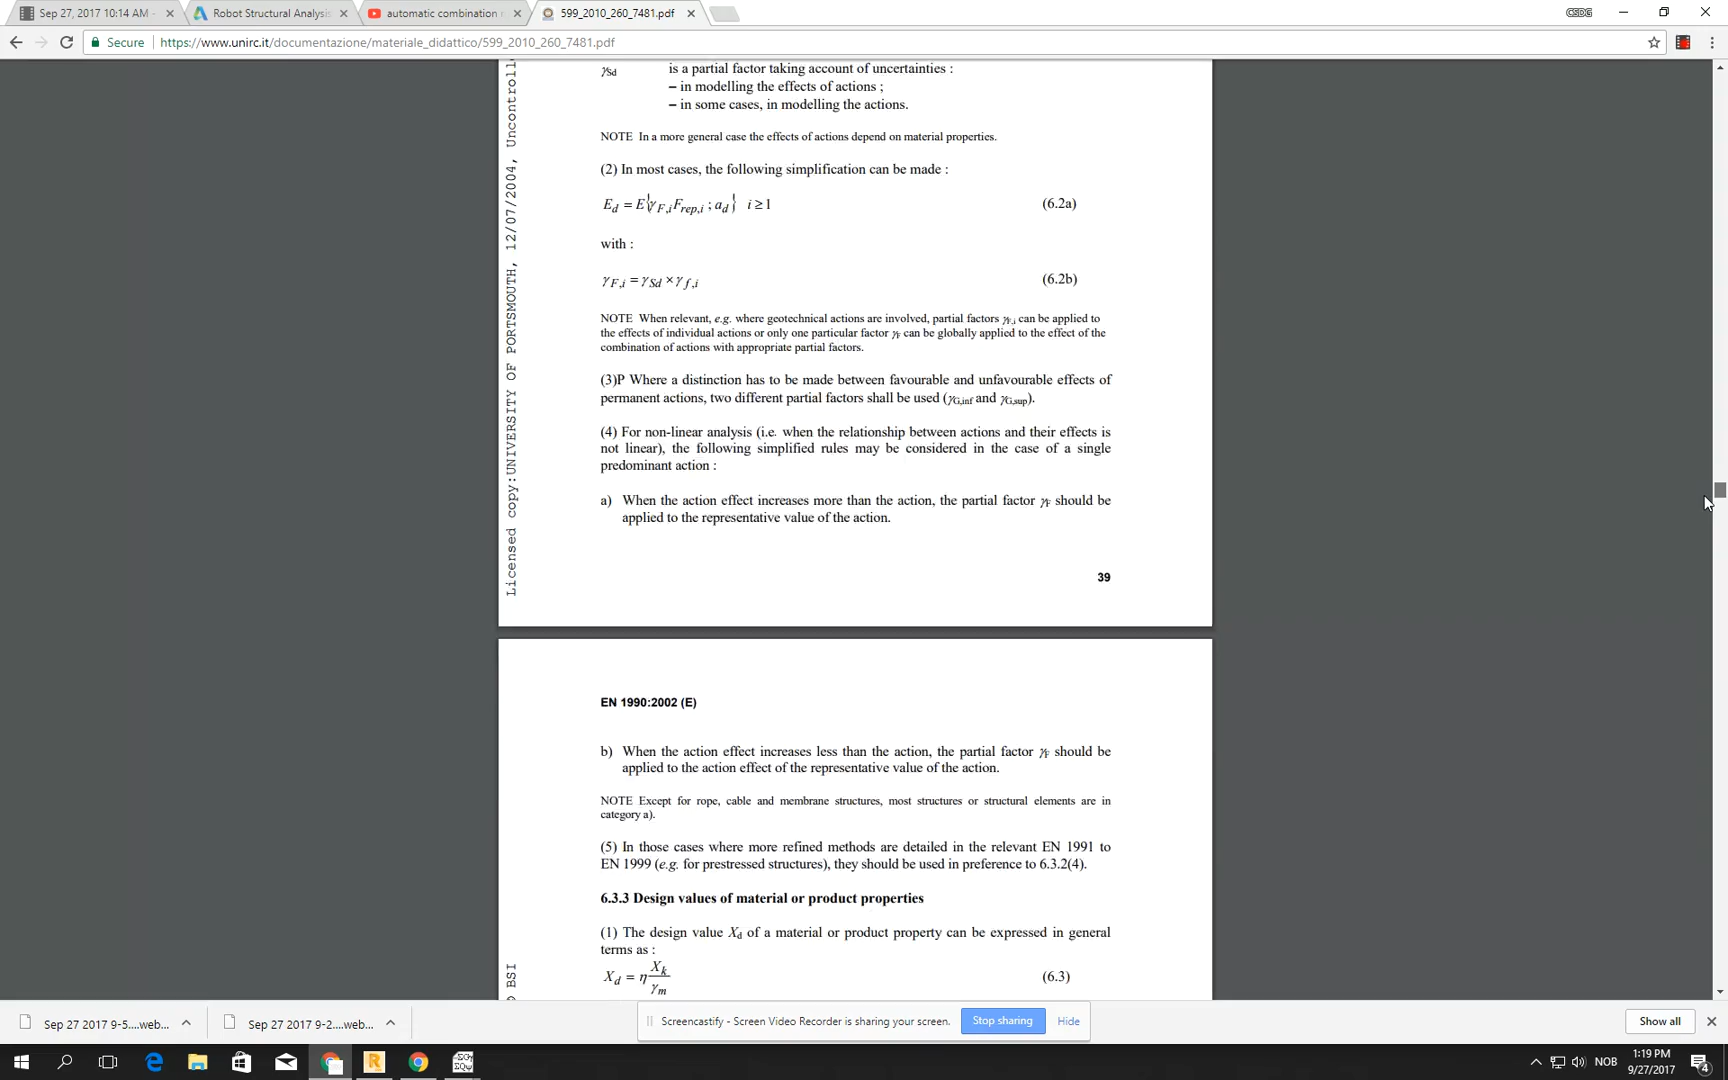 Sep 27, 2017 10:14 AM -
Robot Structural Analysis
automatic combination
599_2010_260_7481.pdf
Secure
https://www.unirc.it/documentazione/materiale_didattico/599_2010_260_7481.pdf
γSd is a partial factor taking account of uncertainties :
– in modelling the effects of actions ;
– in some cases, in modelling the actions.
NOTE In a more general case the effects of actions depend on material properties.
(2) In most cases, the following simplification can be made :
Ed = E{γF,iFrep,i ; ad} i ≥ 1 (6.2a)
with :
γF,i = γSd × γf,i (6.2b)
NOTE When relevant, e.g. where geotechnical actions are involved, partial factors γF,i can be applied to
the effects of individual actions or only one particular factor γF can be globally applied to the effect of the
combination of actions with appropriate partial factors.
(3)P Where a distinction has to be made between favourable and unfavourable effects of
permanent actions, two different partial factors shall be used (γG,inf and γG,sup).
(4) For non-linear analysis (i.e. when the relationship between actions and their effects is
not linear), the following simplified rules may be considered in the case of a single
predominant action :
a) When the action effect increases more than the action, the partial factor γF should be
applied to the representative value of the action.
39
Licensed copy:UNIVERSITY OF PORTSMOUTH, 12/07/2004,
EN 1990:2002 (E)
b) When the action effect increases less than the action, the partial factor γF should be
applied to the action effect of the representative value of the action.
NOTE Except for rope, cable and membrane structures, most structures or structural elements are in
category a).
(5) In those cases where more refined methods are detailed in the relevant EN 1991 to
EN 1999 (e.g. for prestressed structures), they should be used in preference to 6.3.2(4).
6.3.3 Design values of material or product properties
(1) The design value Xd of a material or product property can be expressed in general
terms as :
Xd = η Xk / γm (6.3)
BSI
Sep 27 2017 9-5....web...
Sep 27 2017 9-2....web...
Screencastify - Screen Video Recorder is sharing your screen.
Stop sharing
Hide
Show all
NOB
1:19 PM
9/27/2017
4